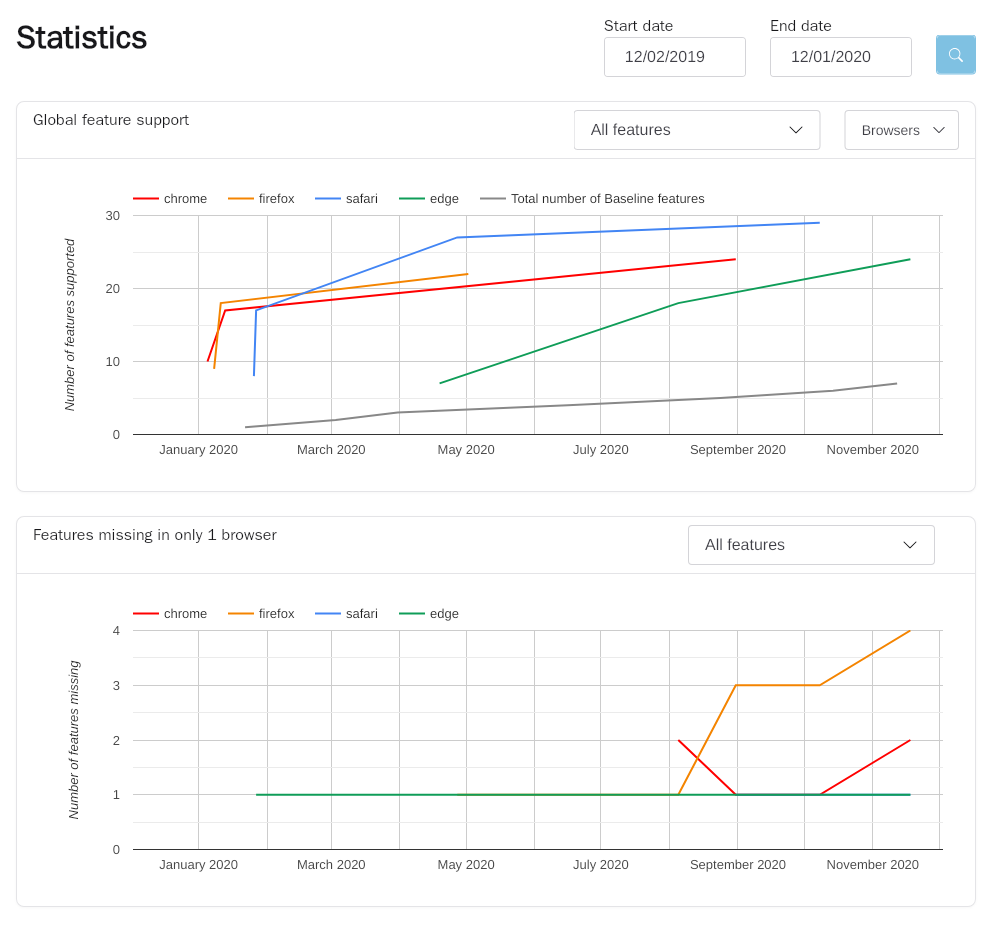 Statistics
Start date
End date
12/02/2019
12/01/2020
Global feature support
All features
Browsers
chrome
firefox
safari
edge
Total number of Baseline features
Number of features supported
30
20
10
0
January 2020
March 2020
May 2020
July 2020
September 2020
November 2020
Features missing in only 1 browser
All features
chrome
firefox
safari
edge
Number of features missing
4
3
2
1
0
January 2020
March 2020
May 2020
July 2020
September 2020
November 2020